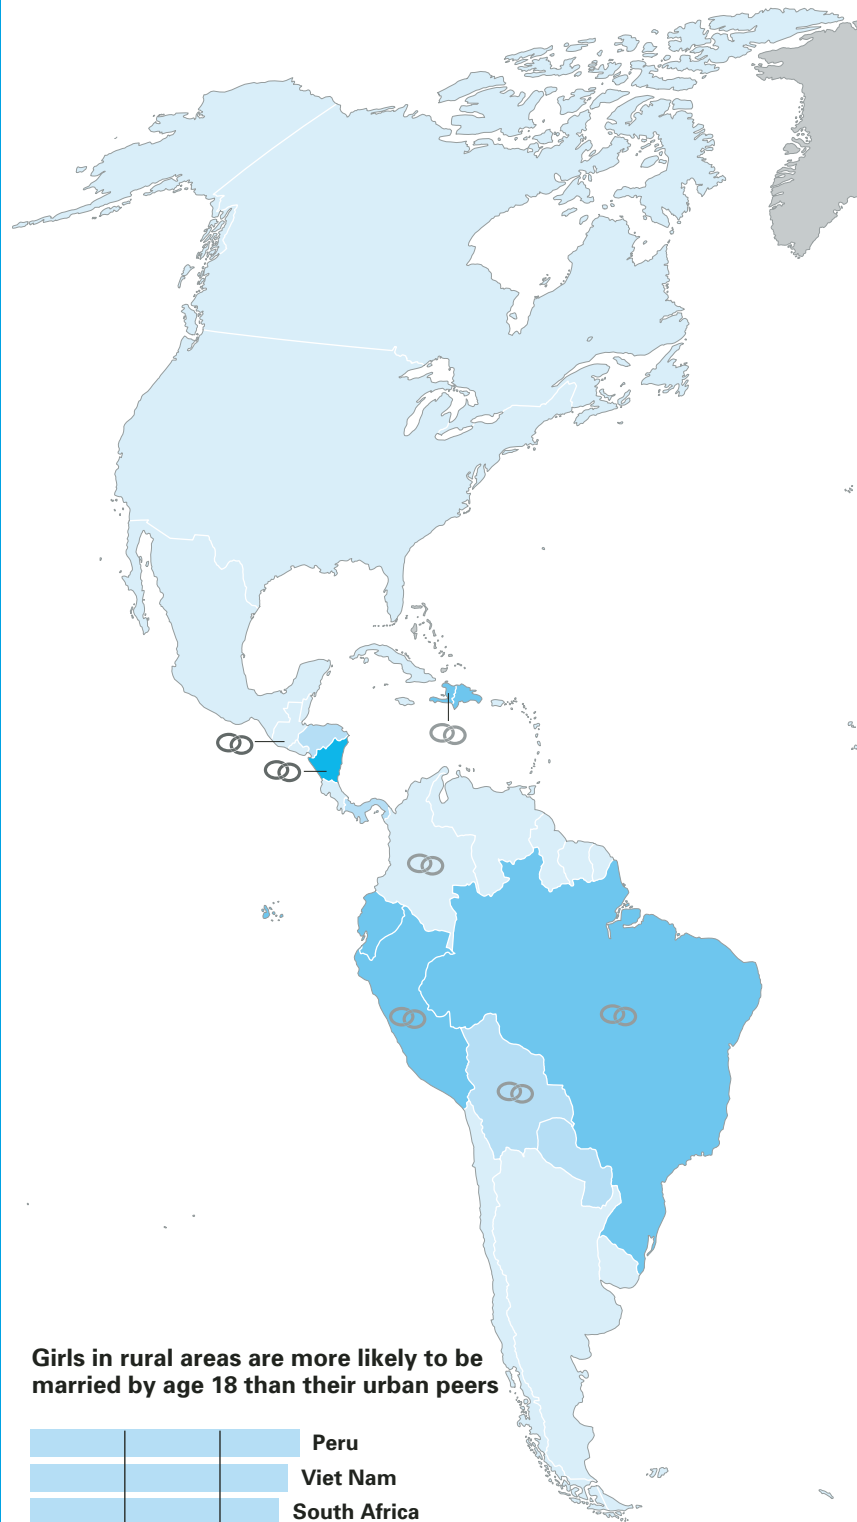 Girls in rural areas are more likely to be
married by age 18 than their urban peers
Peru
Viet Nam
South Africa